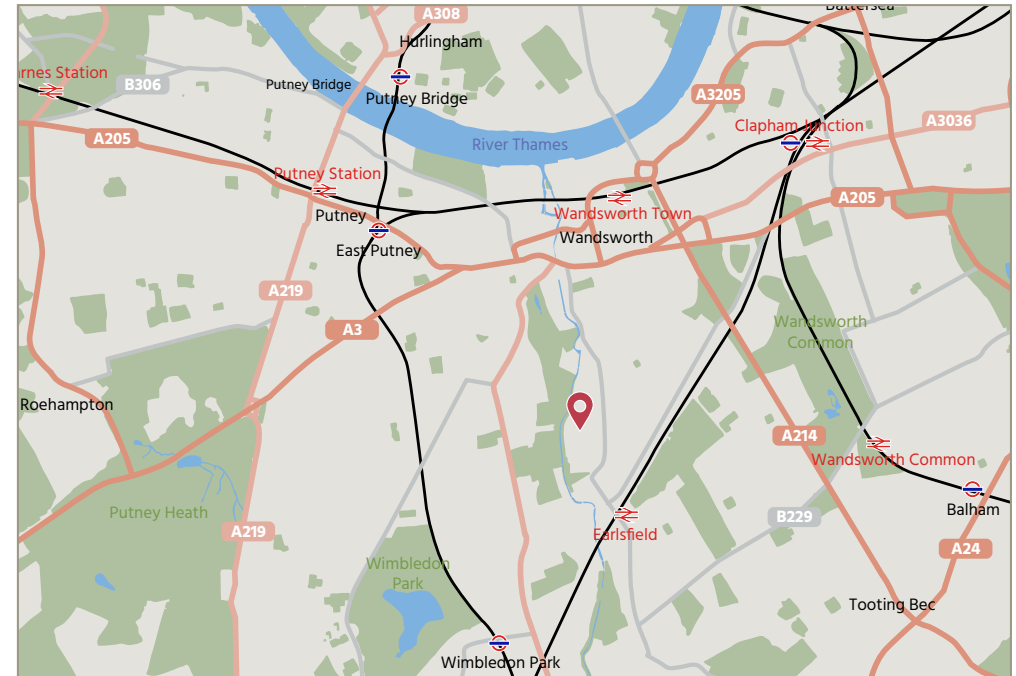 Battersea
A308
Hurlingham
arnes Station
B306
Putney Bridge
Putney Bridge
A3205
A3036
Clapham Junction
A205
River Thames
Putney Station
A205
Putney
Wandsworth Town
Wandsworth
East Putney
A219
A3
Wandsworth
Common
Roehampton
A214
Wandsworth Common
Putney Heath
B229
Balham
A219
Earlsfield
A24
Wimbledon
Park
Tooting Bec
Wimbledon Park